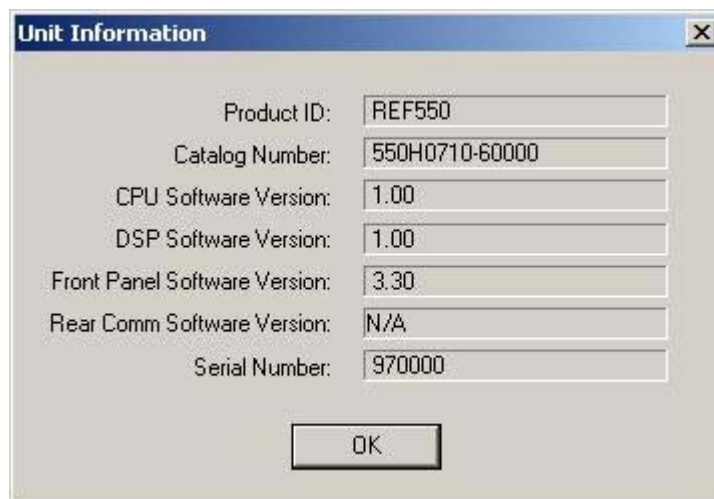 Unit Information
Product ID: REF550
Catalog Number: 550H0710-60000
CPU Software Version: 1.00
DSP Software Version: 1.00
Front Panel Software Version: 3.30
Rear Comm Software Version: N/A
Serial Number: 970000
OK